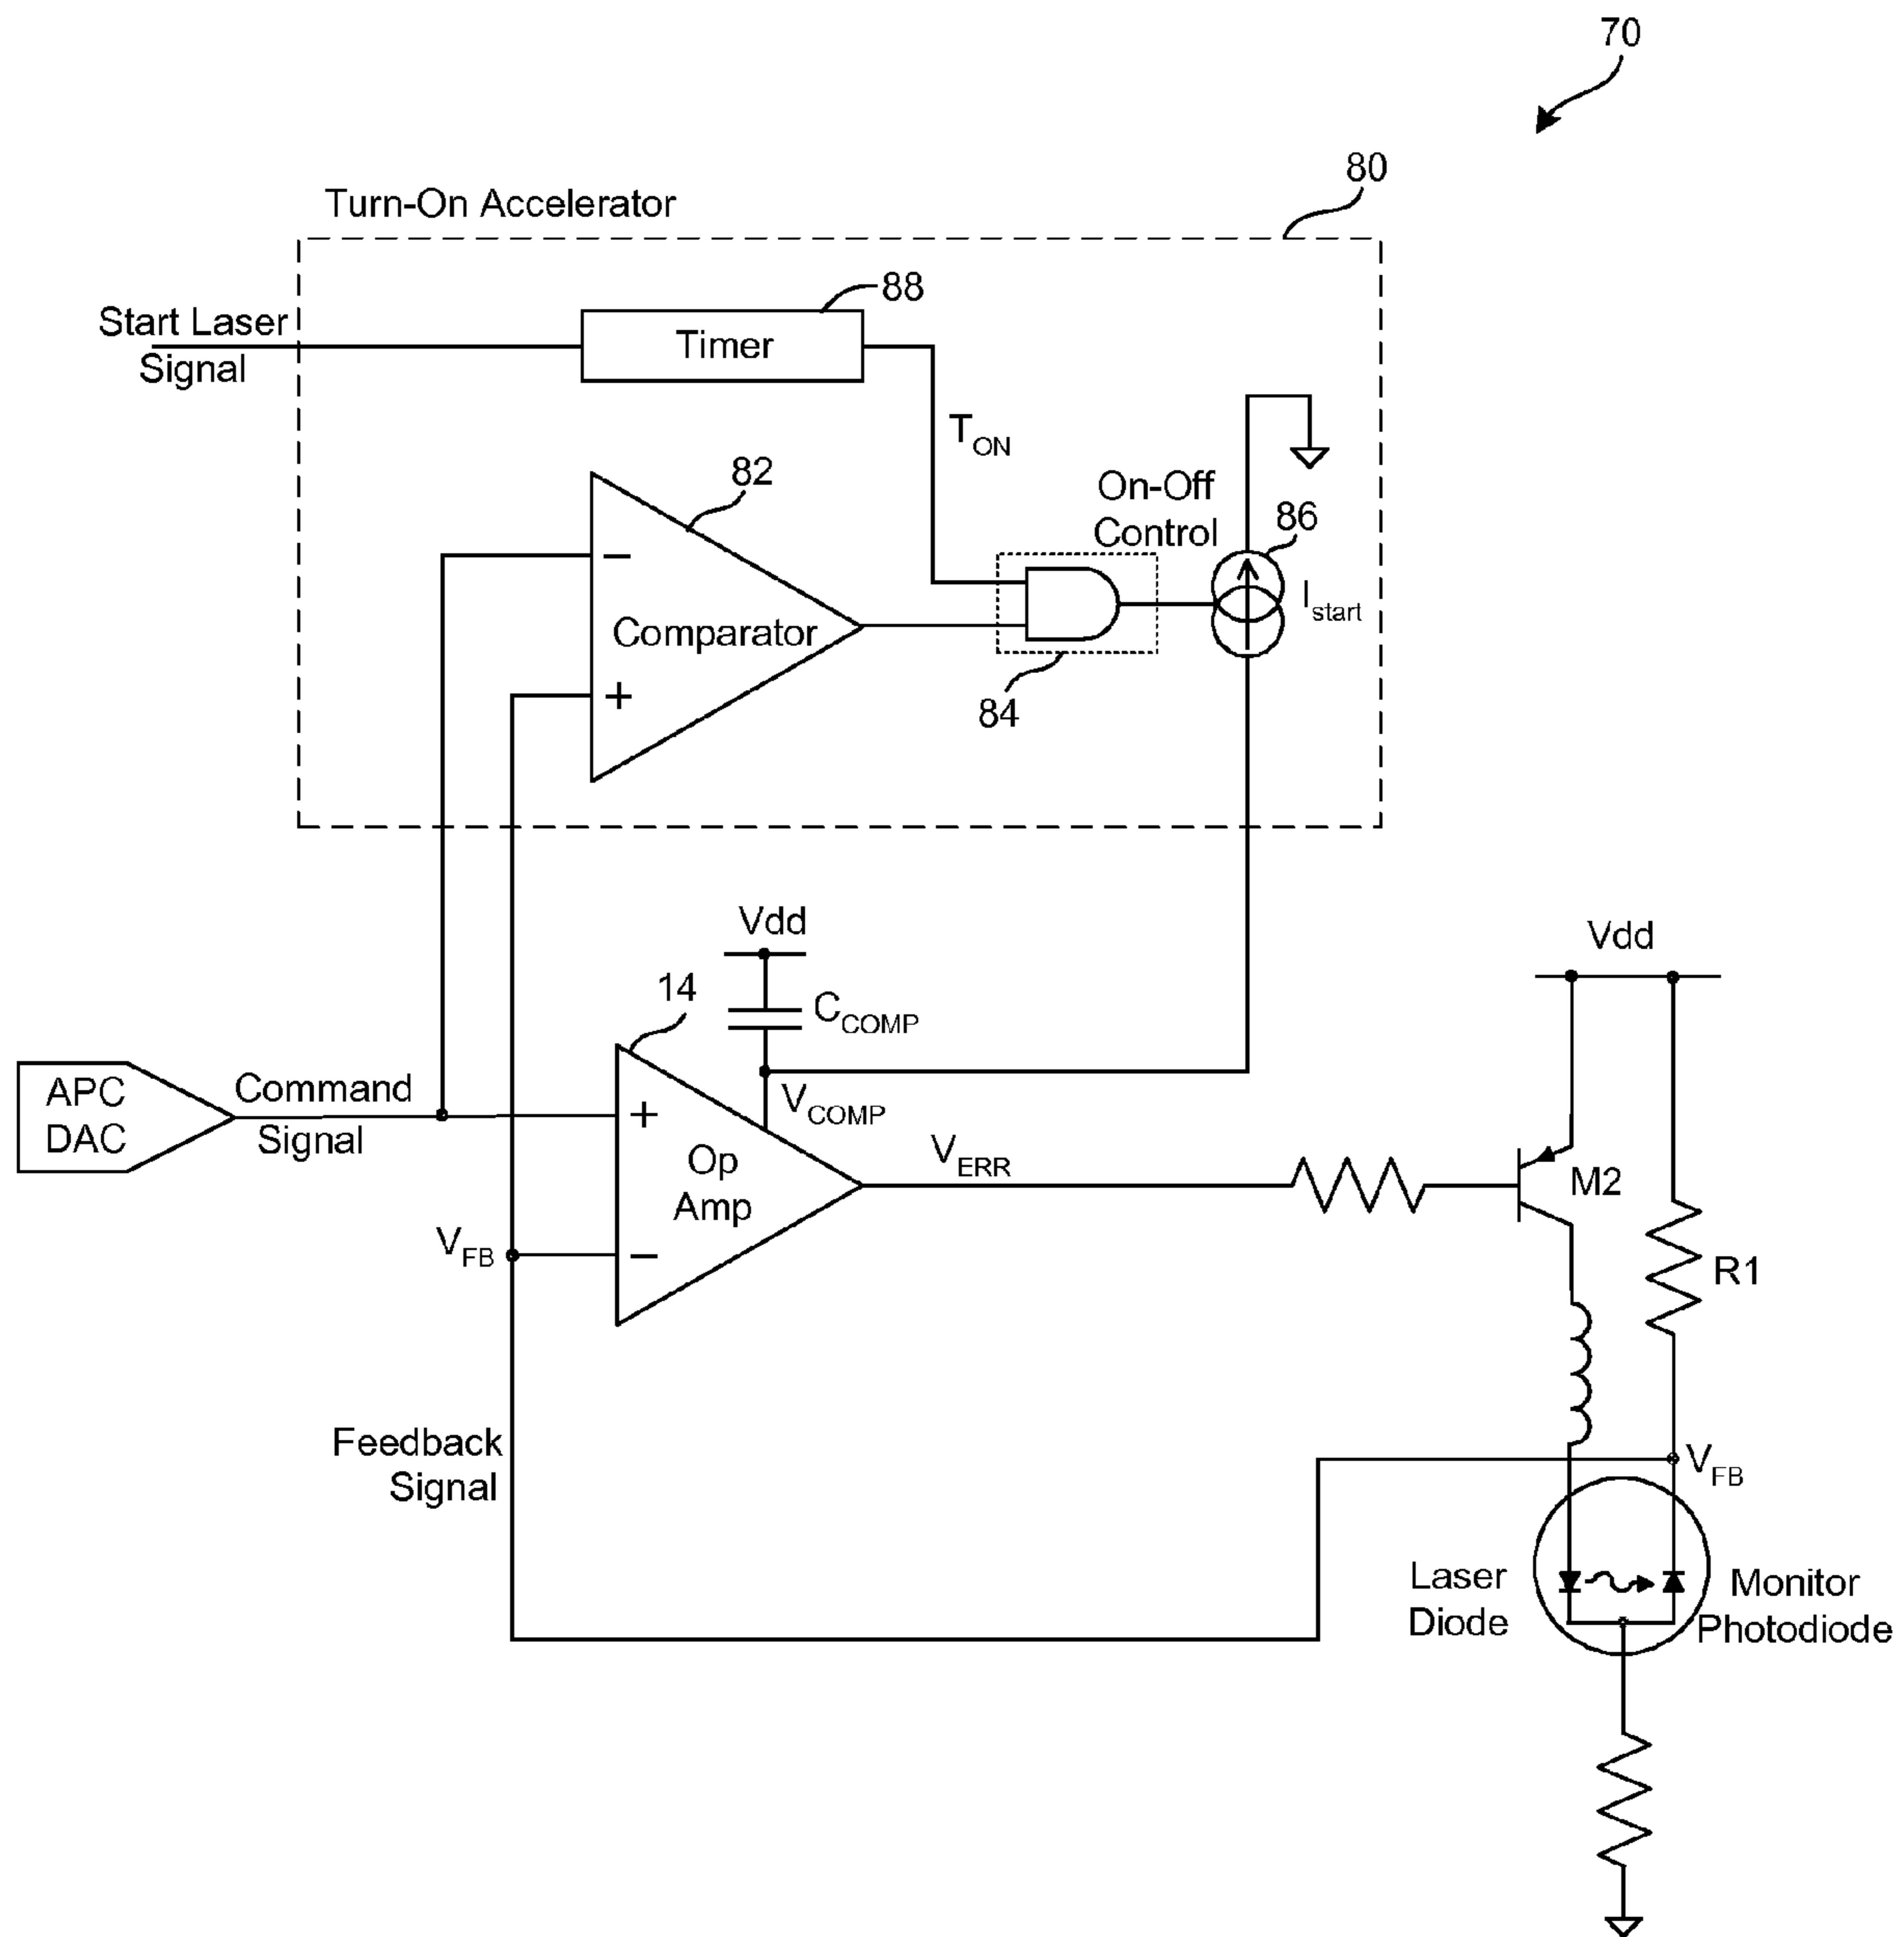 70
80
Turn-On Accelerator
88
Start Laser
Signal
Timer
TON
82
On-Off
Control
86
−
Istart
Comparator
+
84
Vdd
Vdd
14
CCOMP
APC
DAC
Command
Signal
+
VCOMP
Op
Amp
VERR
M2
VFB
−
R1
Feedback
Signal
VFB
Laser
Diode
Monitor
Photodiode